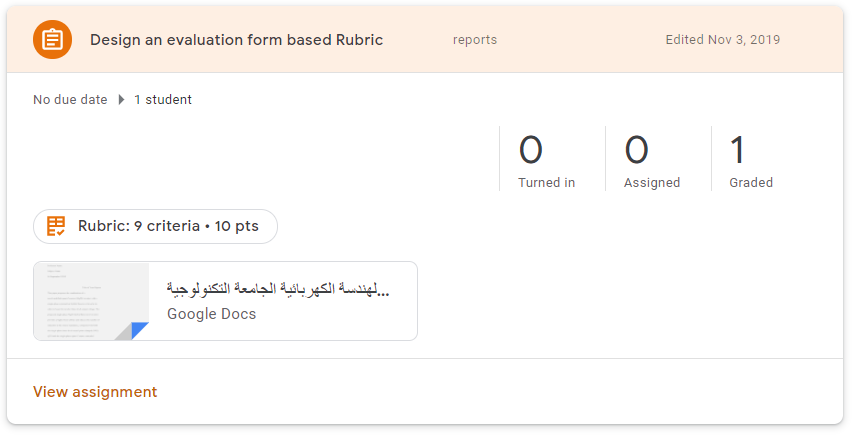 Design an evaluation form based Rubric
reports
Edited Nov 3, 2019
No due date
1 student
0
Turned in
0
Assigned
1
Graded
Rubric: 9 criteria • 10 pts
لهندسة الكهربائية الجامعة التكنولوجية...
Google Docs
View assignment